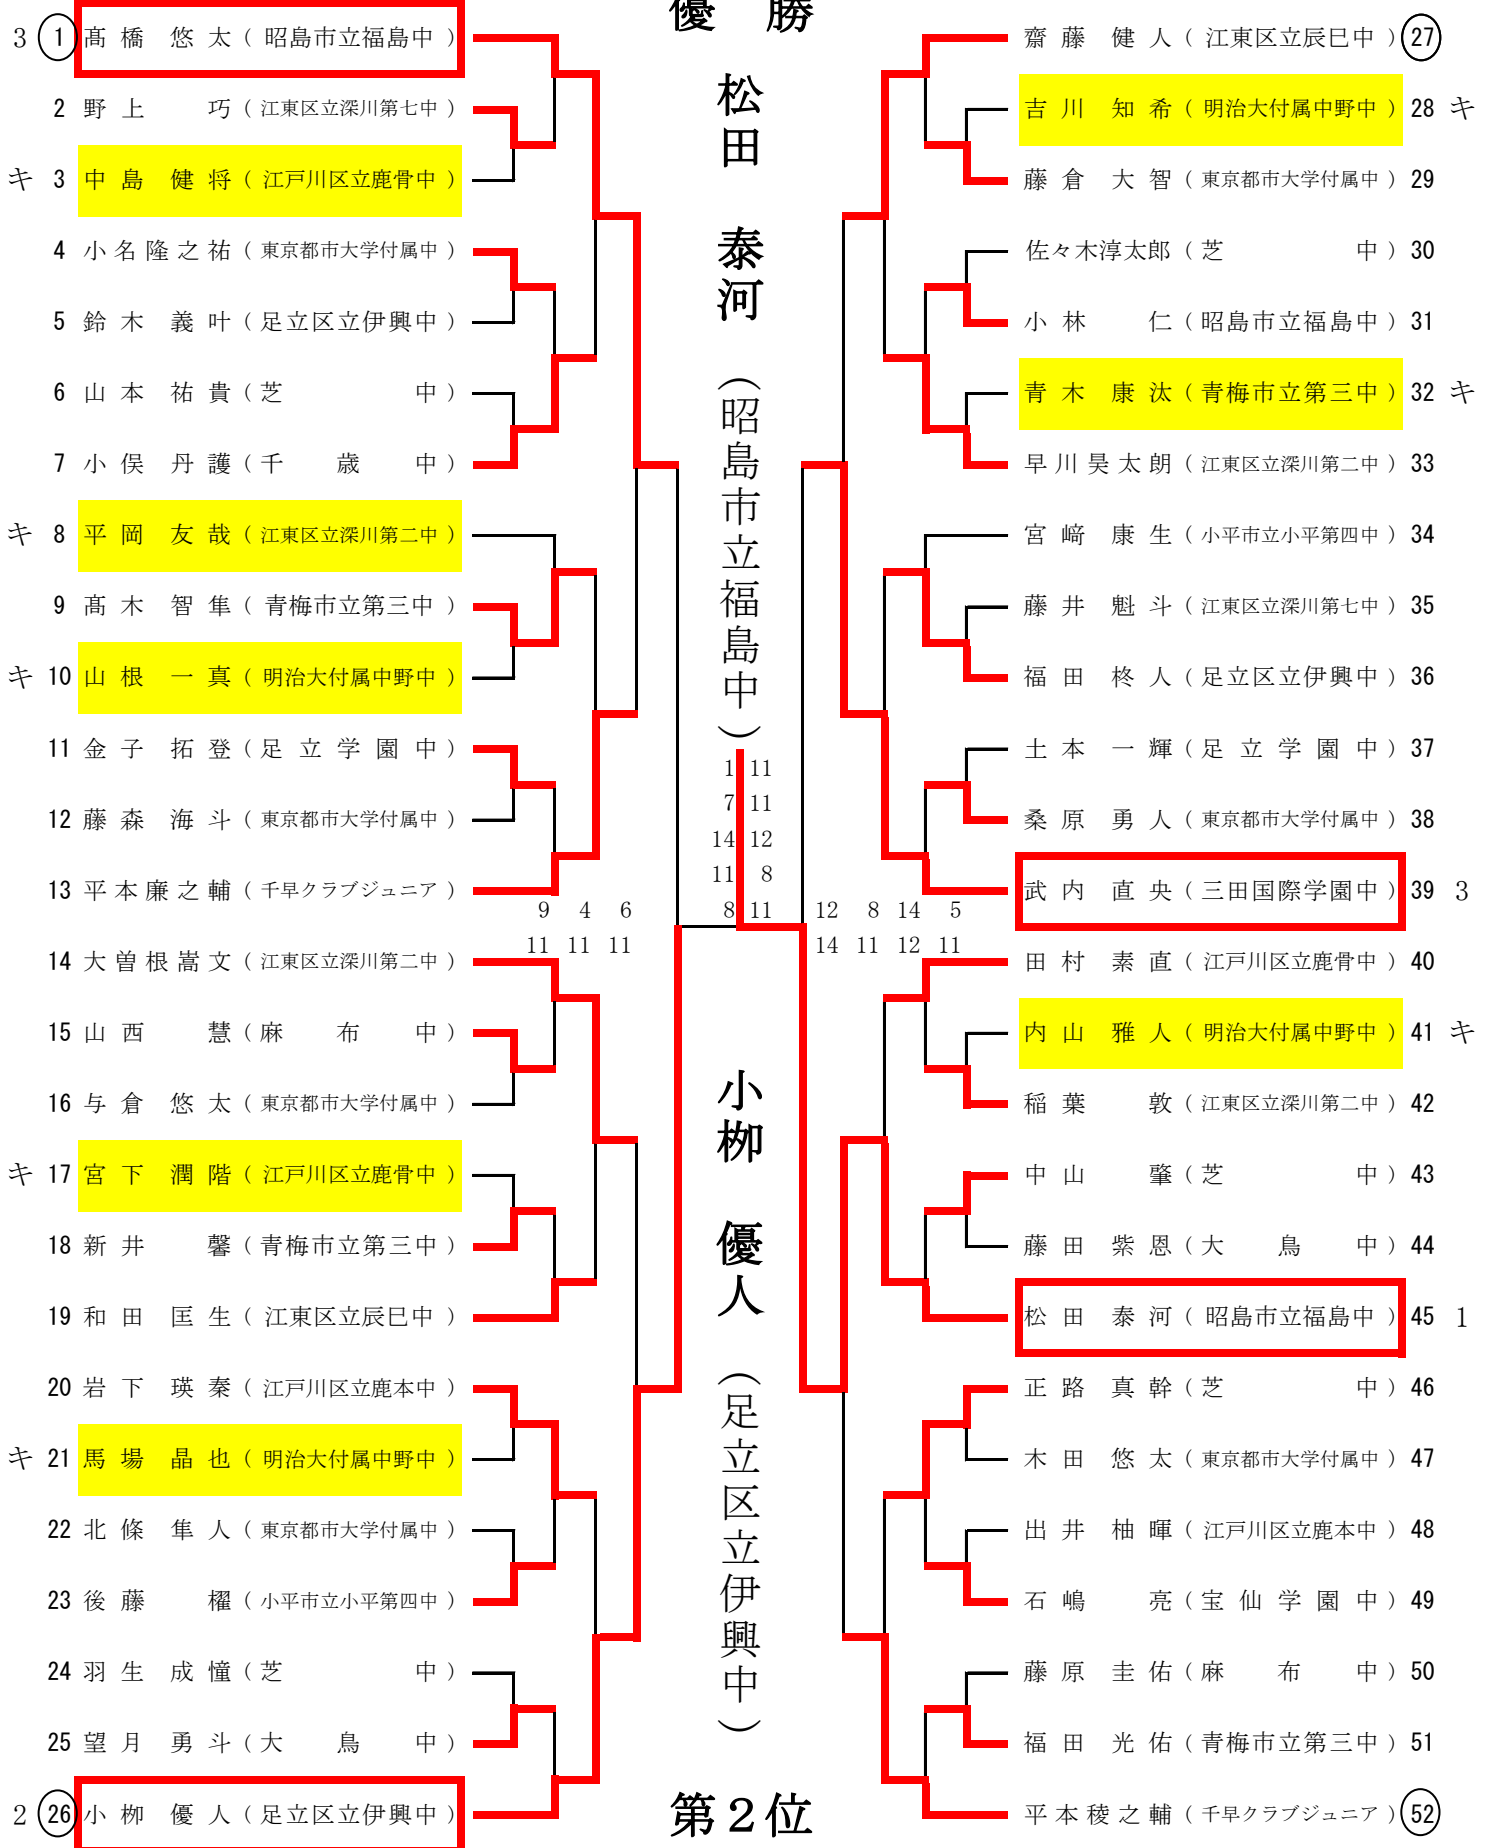 優勝
松田 泰河 (昭島市立福島中)
3 1 髙橋 悠太 ( 昭島市立福島中 )
2 野上 巧 ( 江東区立深川第七中 )
キ 3 中島 健将 ( 江戸川区立鹿骨中 )
4 小名隆之祐 ( 東京都市大学付属中 )
5 鈴木 義叶 ( 足立区立伊興中 )
6 山本 祐貴 ( 芝 中 )
7 小俣 丹護 ( 千歳中 )
キ 8 平岡 友哉 ( 江東区立深川第二中 )
9 髙木 智隼 ( 青梅市立第三中 )
キ 10 山根 一真 ( 明治大付属中野中 )
11 金子 拓登 ( 足立学園中 )
12 藤森 海斗 ( 東京都市大学付属中 )
13 平本廉之輔 ( 千早クラブジュニア )
14 大曽根嵩文 ( 江東区立深川第二中 )
15 山西 慧 ( 麻布中 )
16 与倉 悠太 ( 東京都市大学付属中 )
キ 17 宮下 潤階 ( 江戸川区立鹿骨中 )
18 新井 馨 ( 青梅市立第三中 )
19 和田 匡生 ( 江東区立辰巳中 )
20 岩下 瑛秦 ( 江戸川区立鹿本中 )
キ 21 馬場 晶也 ( 明治大付属中野中 )
22 北條 隼人 ( 東京都市大学付属中 )
23 後藤 櫂 ( 小平市立小平第四中 )
24 羽生 成憧 ( 芝 中 )
25 望月 勇斗 ( 大鳥中 )
2 26 小栁 優人 ( 足立区立伊興中 )
1 11
7 11
14 12
11 8
8 11
9 4 6
11 11 11
12 8 14 5
14 11 12 11
齋藤 健人 ( 江東区立辰巳中 ) 27
吉川 知希 ( 明治大付属中野中 ) 28 キ
藤倉 大智 ( 東京都市大学付属中 ) 29
佐々木淳太郎 ( 芝 中 ) 30
小林 仁 ( 昭島市立福島中 ) 31
青木 康汰 ( 青梅市立第三中 ) 32 キ
早川昊太朗 ( 江東区立深川第二中 ) 33
宮﨑 康生 ( 小平市立小平第四中 ) 34
藤井 魁斗 ( 江東区立深川第七中 ) 35
福田 柊人 ( 足立区立伊興中 ) 36
土本 一輝 ( 足立学園中 ) 37
桑原 勇人 ( 東京都市大学付属中 ) 38
武内 直央 ( 三田国際学園中 ) 39 3
田村 素直 ( 江戸川区立鹿骨中 ) 40
内山 雅人 ( 明治大付属中野中 ) 41 キ
稲葉 敦 ( 江東区立深川第二中 ) 42
中山 肇 ( 芝 中 ) 43
藤田 紫恩 ( 大鳥中 ) 44
松田 泰河 ( 昭島市立福島中 ) 45 1
正路 真幹 ( 芝 中 ) 46
木田 悠太 ( 東京都市大学付属中 ) 47
出井 柚暉 ( 江戸川区立鹿本中 ) 48
石嶋 亮 ( 宝仙学園中 ) 49
藤原 圭佑 ( 麻布中 ) 50
福田 光佑 ( 青梅市立第三中 ) 51
平本稜之輔 ( 千早クラブジュニア ) 52
小栁 優人 (足立区立伊興中)
第2位